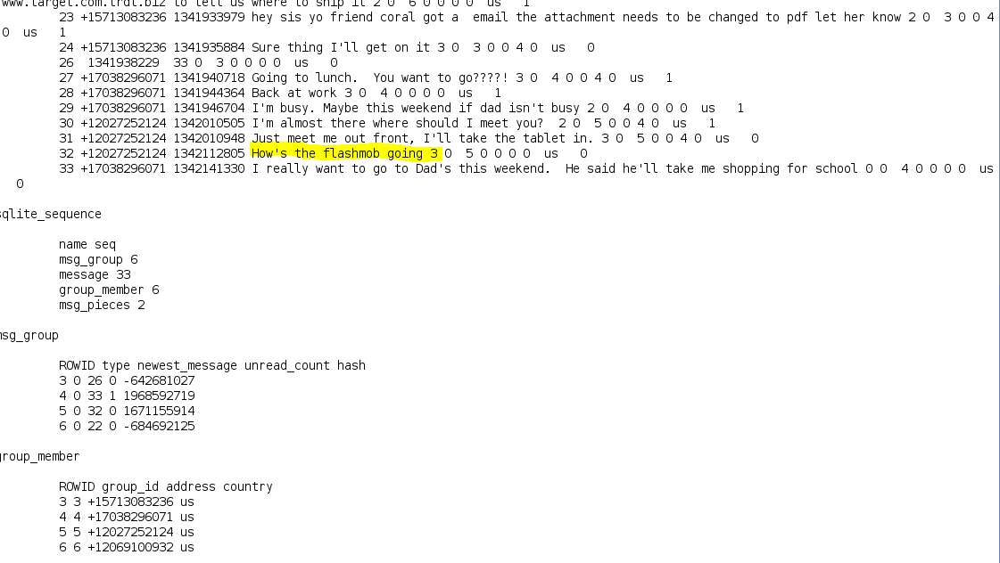 www.target.com.trdt.biz to tell us where to ship it 2 0  6 0 0 0 0  us   1
23 +15713083236 1341933979 hey sis yo friend coral got a  email the attachment needs to be changed to pdf let her know 2 0  3 0 0 4
0  us   1
24 +15713083236 1341935884 Sure thing I'll get on it 3 0  3 0 0 4 0  us   0
26  1341938229  33 0  3 0 0 0 0  us   0
27 +17038296071 1341940718 Going to lunch.  You want to go????! 3 0  4 0 0 4 0  us   1
28 +17038296071 1341944364 Back at work 3 0  4 0 0 0 0  us   1
29 +17038296071 1341946704 I'm busy. Maybe this weekend if dad isn't busy 2 0  4 0 0 0 0  us   1
30 +12027252124 1342010505 I'm almost there where should I meet you?  2 0  5 0 0 4 0  us   1
31 +12027252124 1342010948 Just meet me out front, I'll take the tablet in. 3 0  5 0 0 4 0  us   0
32 +12027252124 1342112805 How's the flashmob going 3 0  5 0 0 0 0  us   0
33 +17038296071 1342141330 I really want to go to Dad's this weekend.  He said he'll take me shopping for school 0 0  4 0 0 0 0  us
0
sqlite_sequence
name seq
msg_group 6
message 33
group_member 6
msg_pieces 2
msg_group
ROWID type newest_message unread_count hash
3 0 26 0 -642681027
4 0 33 1 1968592719
5 0 32 0 1671155914
6 0 22 0 -684692125
group_member
ROWID group_id address country
3 3 +15713083236 us
4 4 +17038296071 us
5 5 +12027252124 us
6 6 +12069100932 us